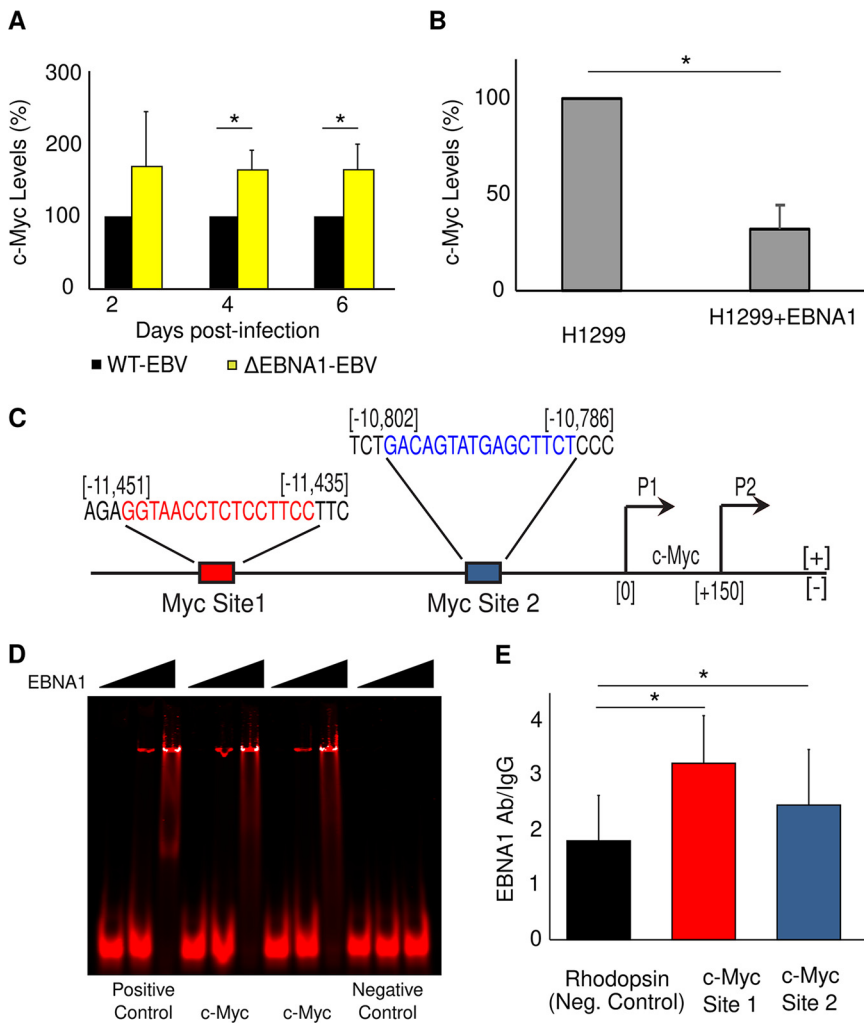 A
c-Myc Levels (%)
300
200
100
0
*
*
2
4
6
Days post-infection
WT-EBV
ΔEBNA1-EBV
B
c-Myc Levels (%)
100
50
0
*
H1299
H1299+EBNA1
C
[-10,802]
[-10,786]
TCTGACAGTATGAGCTTCTCCC
[-11,451]
[-11,435]
AGAGGTAACCTCTCCTTCCTTC
P1
P2
c-Myc
[+]
[-]
[0]
[+150]
Myc Site1
Myc Site 2
D
EBNA1
Positive
Control
c-Myc
c-Myc
Negative
Control
E
EBNA1 Ab/IgG
4
3
2
1
0
*
*
Rhodopsin
(Neg. Control)
c-Myc
Site 1
c-Myc
Site 2